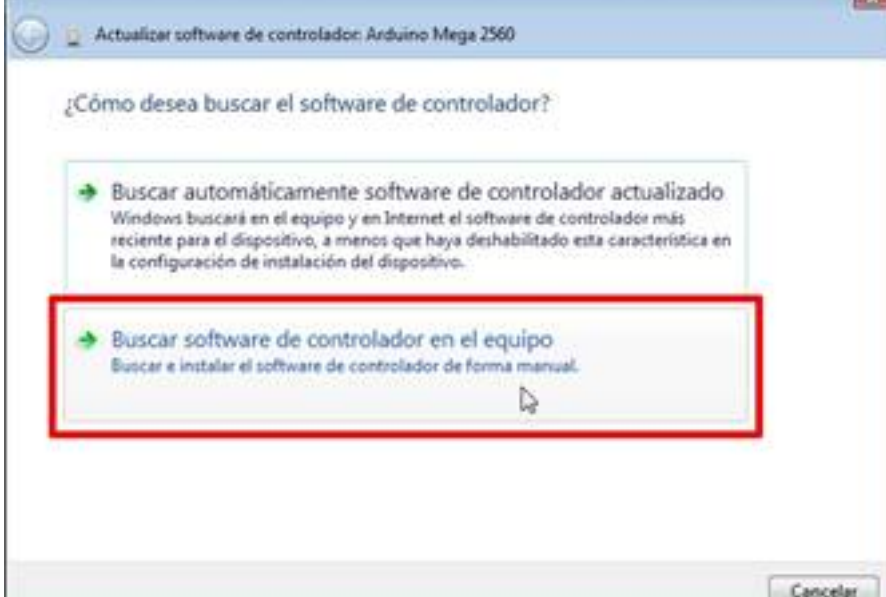 Actualizar software de controlador: Arduino Mega 2560
¿Cómo desea buscar el software de controlador?
Buscar automáticamente software de controlador actualizado
Windows buscará en el equipo y en Internet el software de controlador más
reciente para el dispositivo, a menos que haya deshabilitado esta característica en
la configuración de instalación del dispositivo.
Buscar software de controlador en el equipo
Buscar e instalar el software de controlador de forma manual.
Cancelar